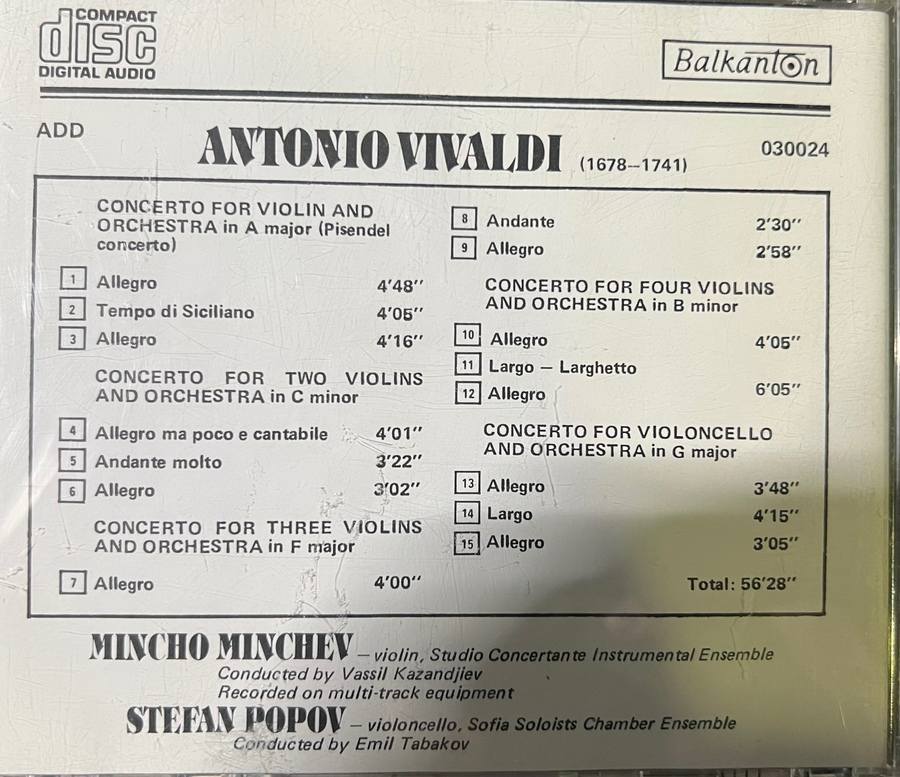 COMPACT
disc
DIGITAL AUDIO
Balkanton
ADD
ANTONIO VIVALDI (1678–1741)
030024
CONCERTO FOR VIOLIN AND
ORCHESTRA in A major (Pisendel
concerto)
1 Allegro 4'48''
2 Tempo di Siciliano 4'05''
3 Allegro 4'16''
CONCERTO FOR TWO VIOLINS
AND ORCHESTRA in C minor
4 Allegro ma poco e cantabile 4'01''
5 Andante molto 3'22''
6 Allegro 3'02''
CONCERTO FOR THREE VIOLINS
AND ORCHESTRA in F major
7 Allegro 4'00''
8 Andante 2'30''
9 Allegro 2'58''
CONCERTO FOR FOUR VIOLINS
AND ORCHESTRA in B minor
10 Allegro 4'05''
11 Largo – Larghetto
12 Allegro 6'05''
CONCERTO FOR VIOLONCELLO
AND ORCHESTRA in G major
13 Allegro 3'48''
14 Largo 4'15''
15 Allegro 3'05''
Total: 56'28''
MINCHO MINCHEV – violin, Studio Concertante Instrumental Ensemble
Conducted by Vassil Kazandjiev
Recorded on multi-track equipment
STEFAN POPOV – violoncello, Sofia Soloists Chamber Ensemble
Conducted by Emil Tabakov